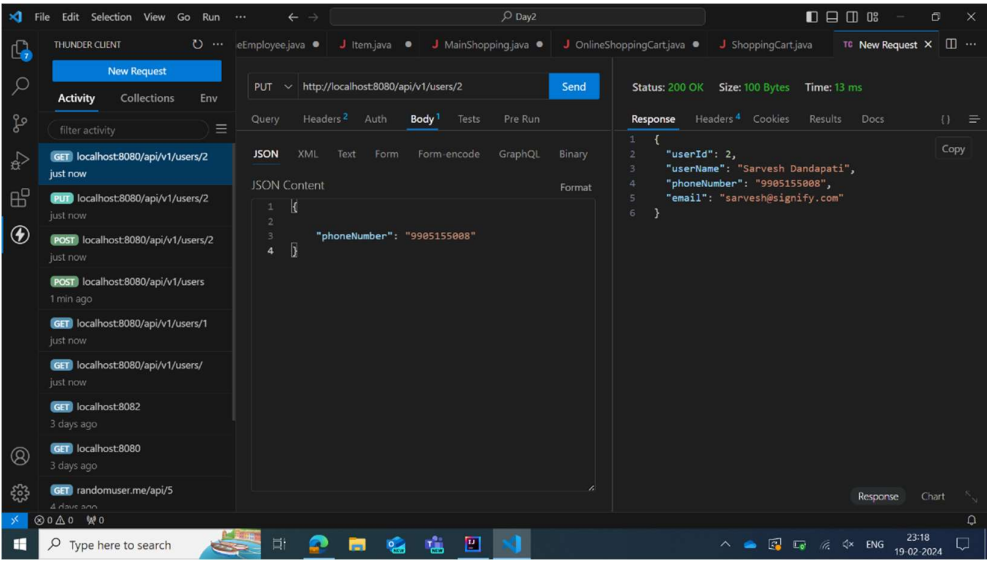 File Edit Selection View Go Run ··· Day2
THUNDER CLIENT
eEmployee.java J Item.java J MainShopping.java J OnlineShoppingCart.java J ShoppingCart.java TC New Request
New Request
Activity Collections Env
filter activity
GET localhost:8080/api/v1/users/2
just now
PUT localhost:8080/api/v1/users/2
just now
POST localhost:8080/api/v1/users/2
just now
POST localhost:8080/api/v1/users
1 min ago
GET localhost:8080/api/v1/users/1
just now
GET localhost:8080/api/v1/users/
just now
GET localhost:8082
3 days ago
GET localhost:8080
3 days ago
GET randomuser.me/api/5
4 days ago
7
PUT http://localhost:8080/api/v1/users/2 Send
Query Headers 2 Auth Body 1 Tests Pre Run
JSON XML Text Form Form-encode GraphQL Binary
JSON Content Format
1 {
2
3 "phoneNumber": "9905155008"
4 }
Status: 200 OK Size: 100 Bytes Time: 13 ms
Response Headers 4 Cookies Results Docs { }
Copy
1 {
2 "userId": 2,
3 "userName": "Sarvesh Dandapati",
4 "phoneNumber": "9905155008",
5 "email": "sarvesh@signify.com"
6 }
Response Chart
0 0 0
Type here to search
ENG
23:18
19-02-2024